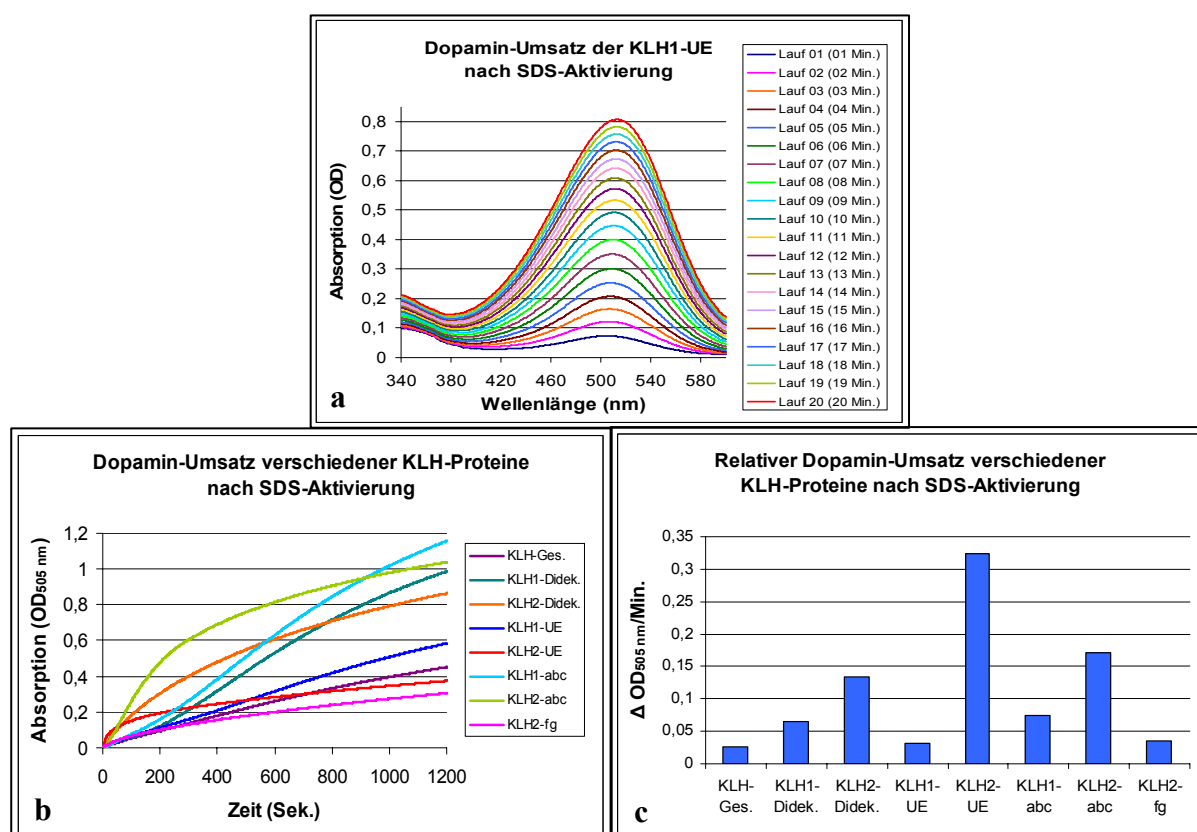 Dopamin-Umsatz der KLH1-UE
nach SDS-Aktivierung
Absorption (OD)
0,8
0,7
0,6
0,5
0,4
0,3
0,2
0,1
0
340 380 420 460 500 540 580
Wellenlänge (nm)
a
Lauf 01 (01 Min.)
Lauf 02 (02 Min.)
Lauf 03 (03 Min.)
Lauf 04 (04 Min.)
Lauf 05 (05 Min.)
Lauf 06 (06 Min.)
Lauf 07 (07 Min.)
Lauf 08 (08 Min.)
Lauf 09 (09 Min.)
Lauf 10 (10 Min.)
Lauf 11 (11 Min.)
Lauf 12 (12 Min.)
Lauf 13 (13 Min.)
Lauf 14 (14 Min.)
Lauf 15 (15 Min.)
Lauf 16 (16 Min.)
Lauf 17 (17 Min.)
Lauf 18 (18 Min.)
Lauf 19 (19 Min.)
Lauf 20 (20 Min.)
Dopamin-Umsatz verschiedener KLH-Proteine
nach SDS-Aktivierung
Absorption (OD505 nm)
1,2
1
0,8
0,6
0,4
0,2
0
0 200 400 600 800 1000 1200
Zeit (Sek.)
b
KLH-Ges.
KLH1-Didek.
KLH2-Didek.
KLH1-UE
KLH2-UE
KLH1-abc
KLH2-abc
KLH2-fg
Relativer Dopamin-Umsatz verschiedener
KLH-Proteine nach SDS-Aktivierung
Δ OD505 nm/Min.
0,35
0,3
0,25
0,2
0,15
0,1
0,05
0
KLH- KLH1- KLH2- KLH1- KLH2- KLH1- KLH2- KLH2-
Ges. Didek. Didek. UE UE abc abc fg
c